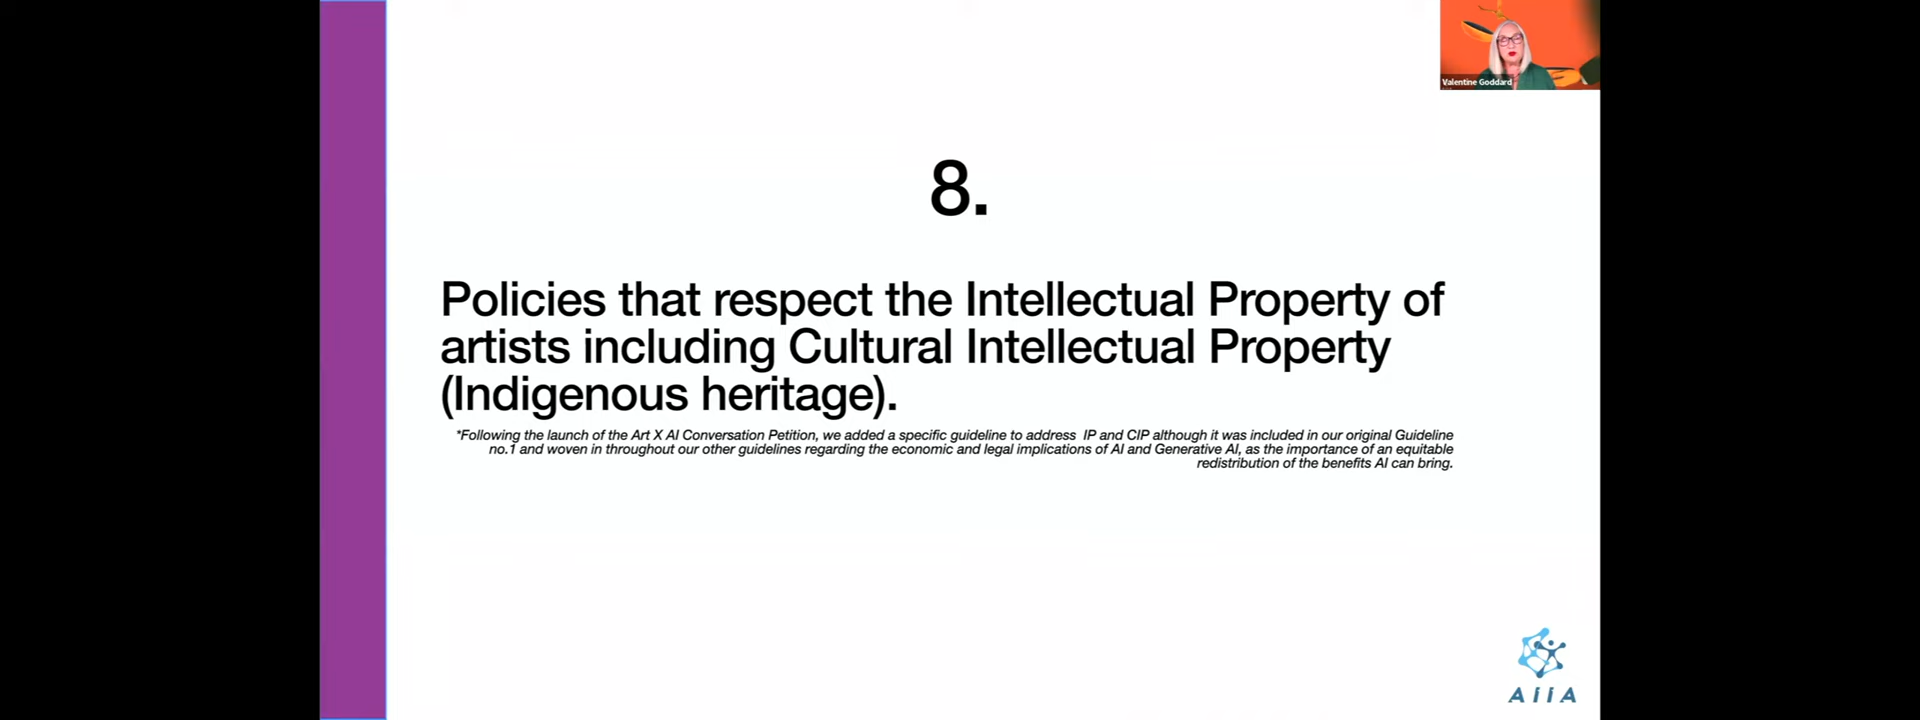 Valentine Goddard
8.
Policies that respect the Intellectual Property of
artists including Cultural Intellectual Property
(Indigenous heritage).
*Following the launch of the Art X AI Conversation Petition, we added a specific guideline to address IP and CIP although it was included in our original Guideline
no.1 and woven in throughout our other guidelines regarding the economic and legal implications of AI and Generative AI, as the importance of an equitable
redistribution of the benefits AI can bring.
AiiA